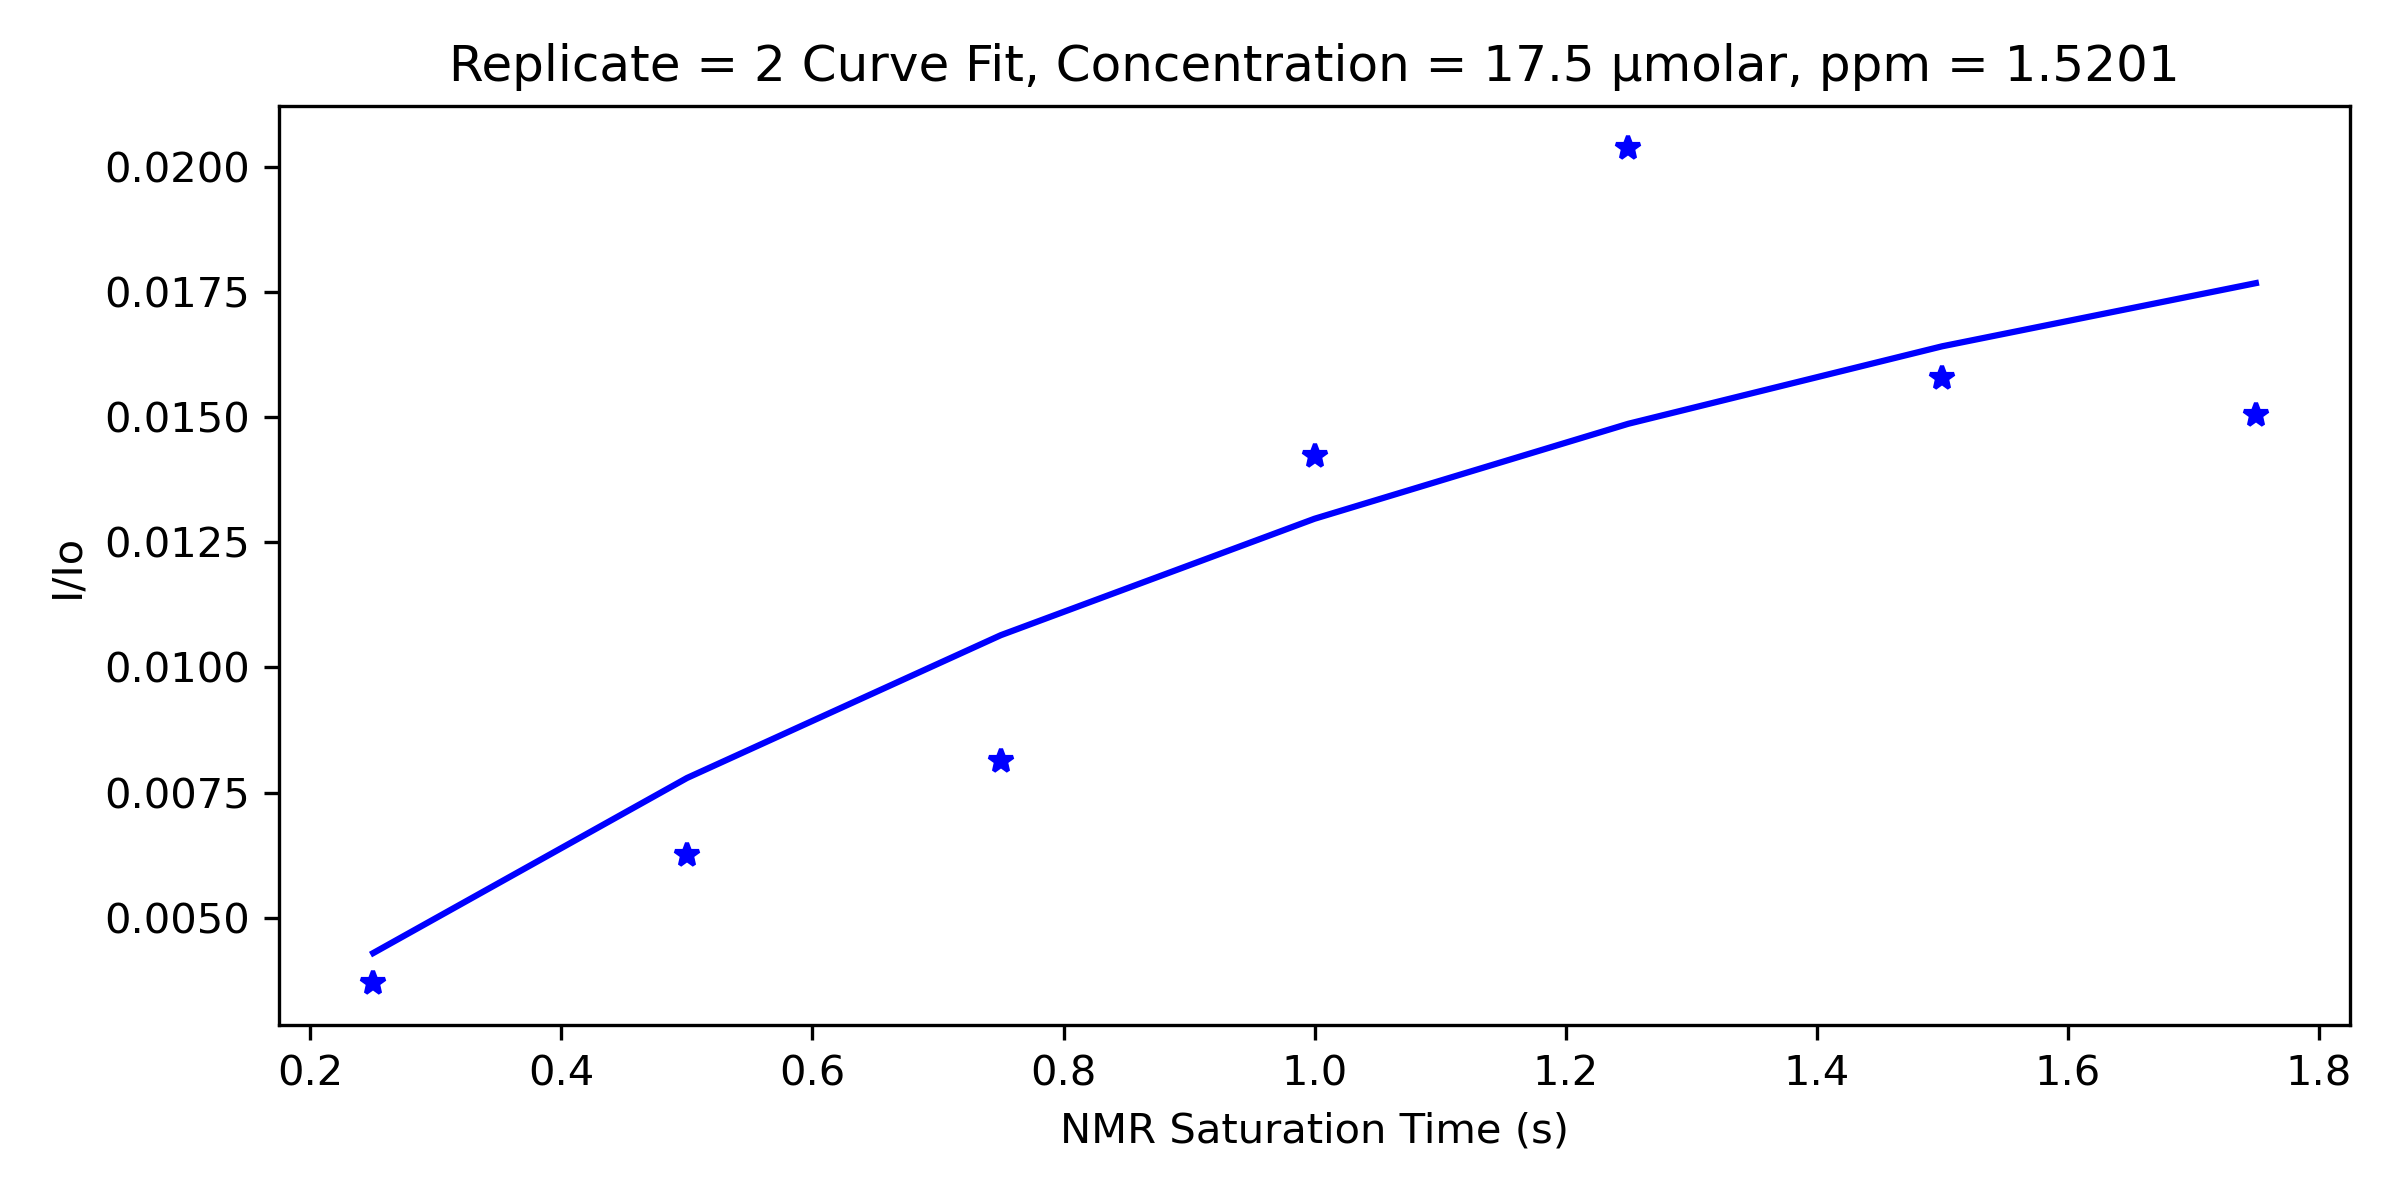 Replicate = 2 Curve Fit, Concentration = 17.5 µmolar, ppm = 1.5201
0.0200
0.0175
0.0150
0.0125
0.0100
0.0075
0.0050
I/Io
0.2 0.4 0.6 0.8 1.0 1.2 1.4 1.6 1.8
NMR Saturation Time (s)